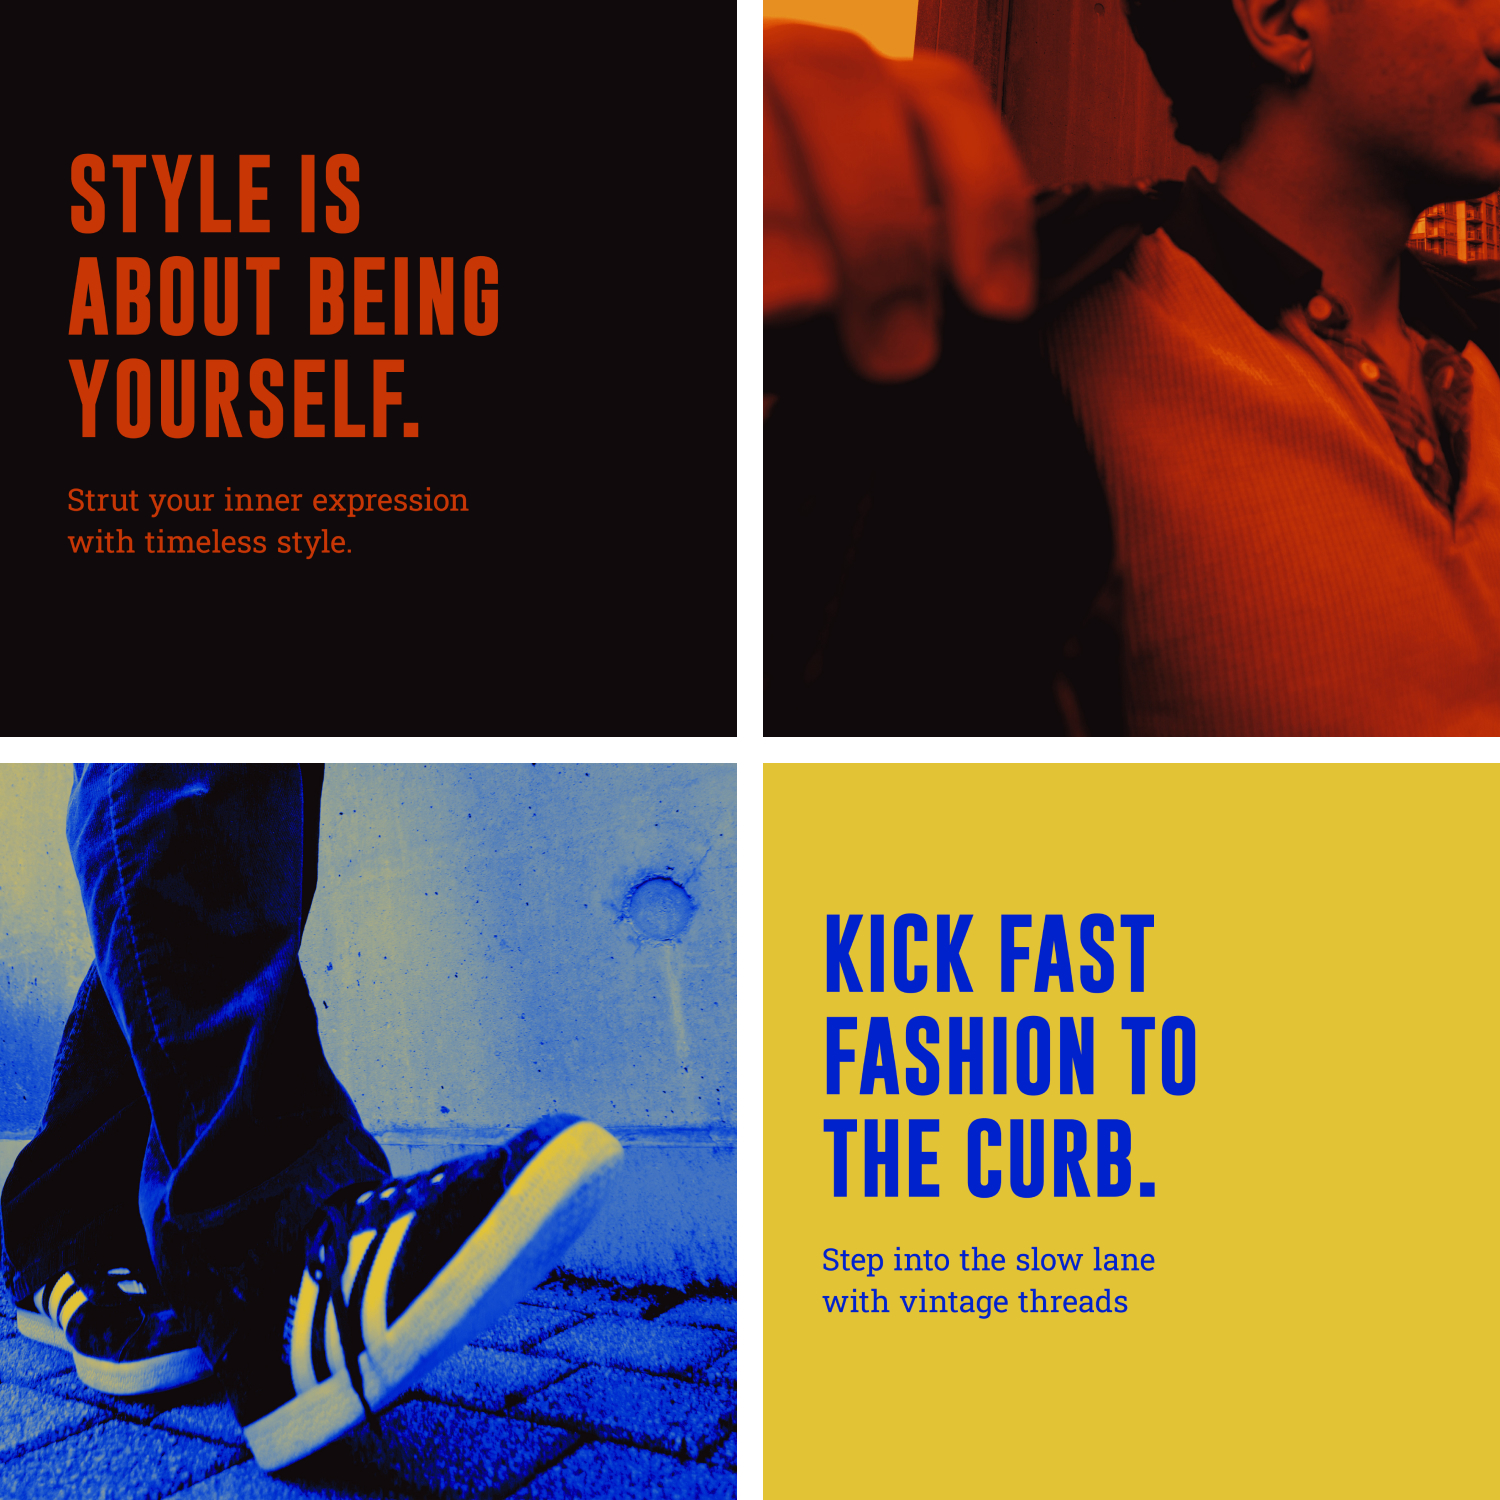 STYLE IS
ABOUT BEING
YOURSELF.
Strut your inner expression
with timeless style.
KICK FAST
FASHION TO
THE CURB.
Step into the slow lane
with vintage threads